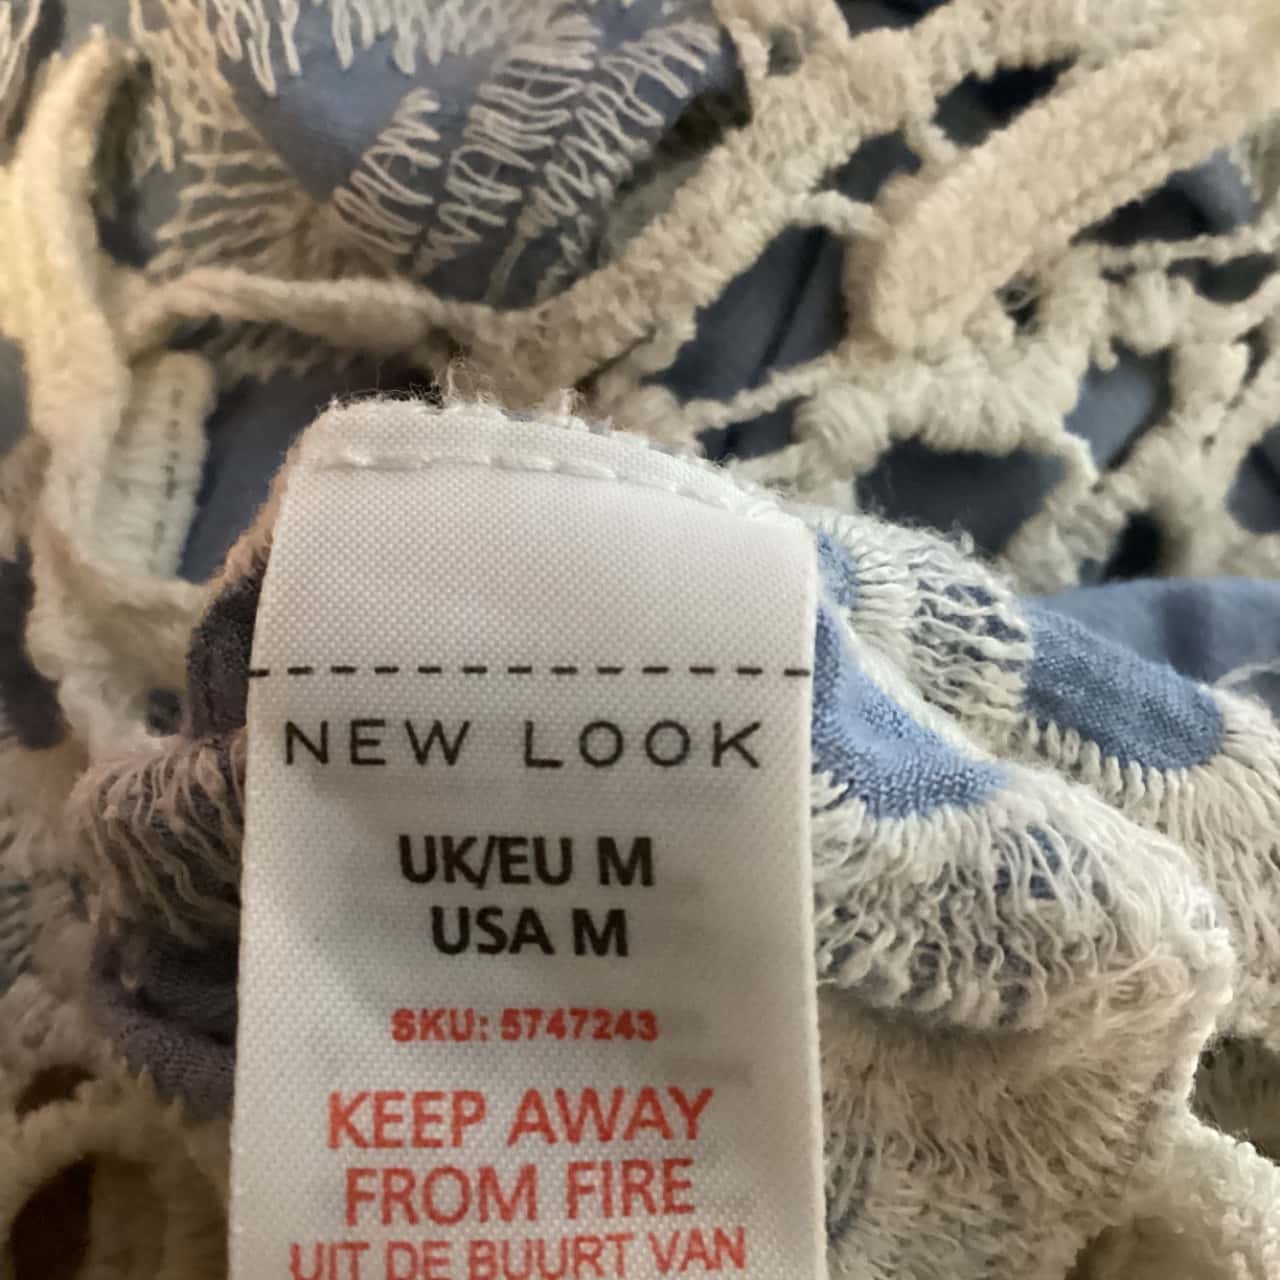 NEW LOOK
UK/EU M
USA M
SKU: 5747243
KEEP AWAY
FROM FIRE
UIT DE BUURT VAN